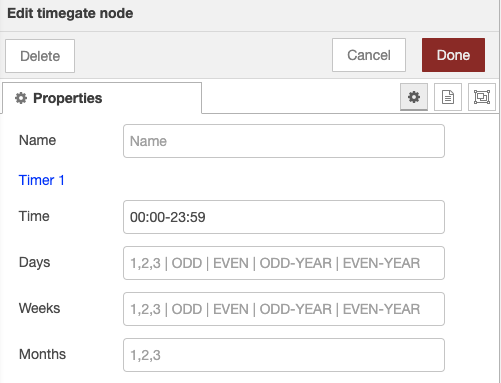 Edit timegate node
Delete
Cancel
Done
Properties
Name
Name
Timer 1
Time
00:00-23:59
Days
1,2,3 | ODD | EVEN | ODD-YEAR | EVEN-YEAR
Weeks
1,2,3 | ODD | EVEN | ODD-YEAR | EVEN-YEAR
Months
1,2,3